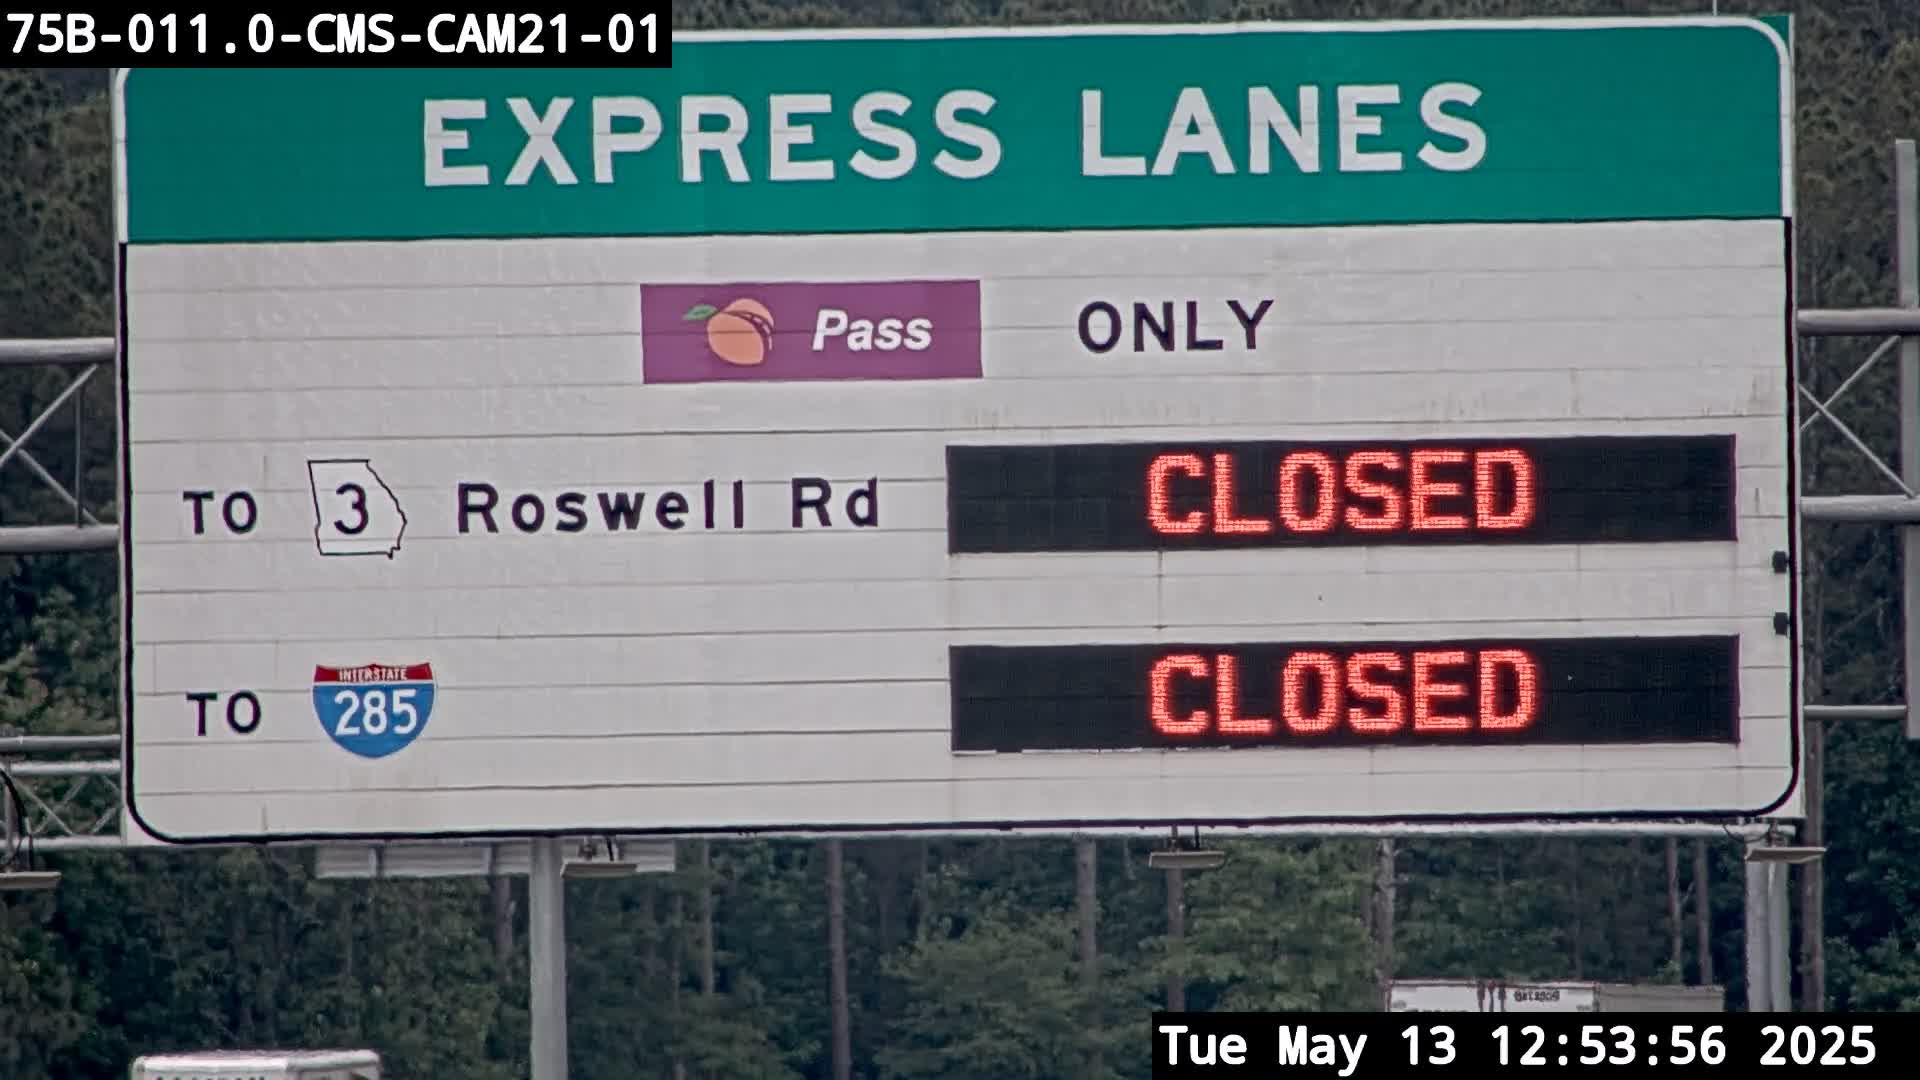 75B-011.0-CMS-CAM21-01
EXPRESS LANES
Pass ONLY
TO 3 Roswell Rd CLOSED
INTERSTATE
TO 285 CLOSED
Tue May 13 12:53:56 2025